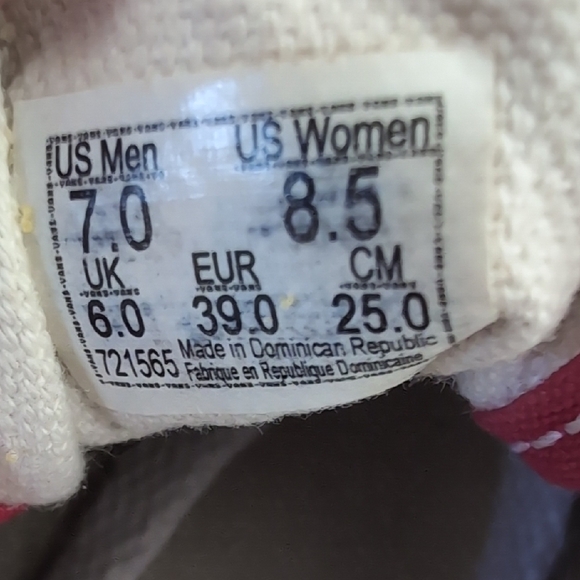 US Men US Women
7.0 8.5
UK EUR CM
6.0 39.0 25.0
721565 Made in Dominican Republic
Fabriqué en Republique Dominicaine